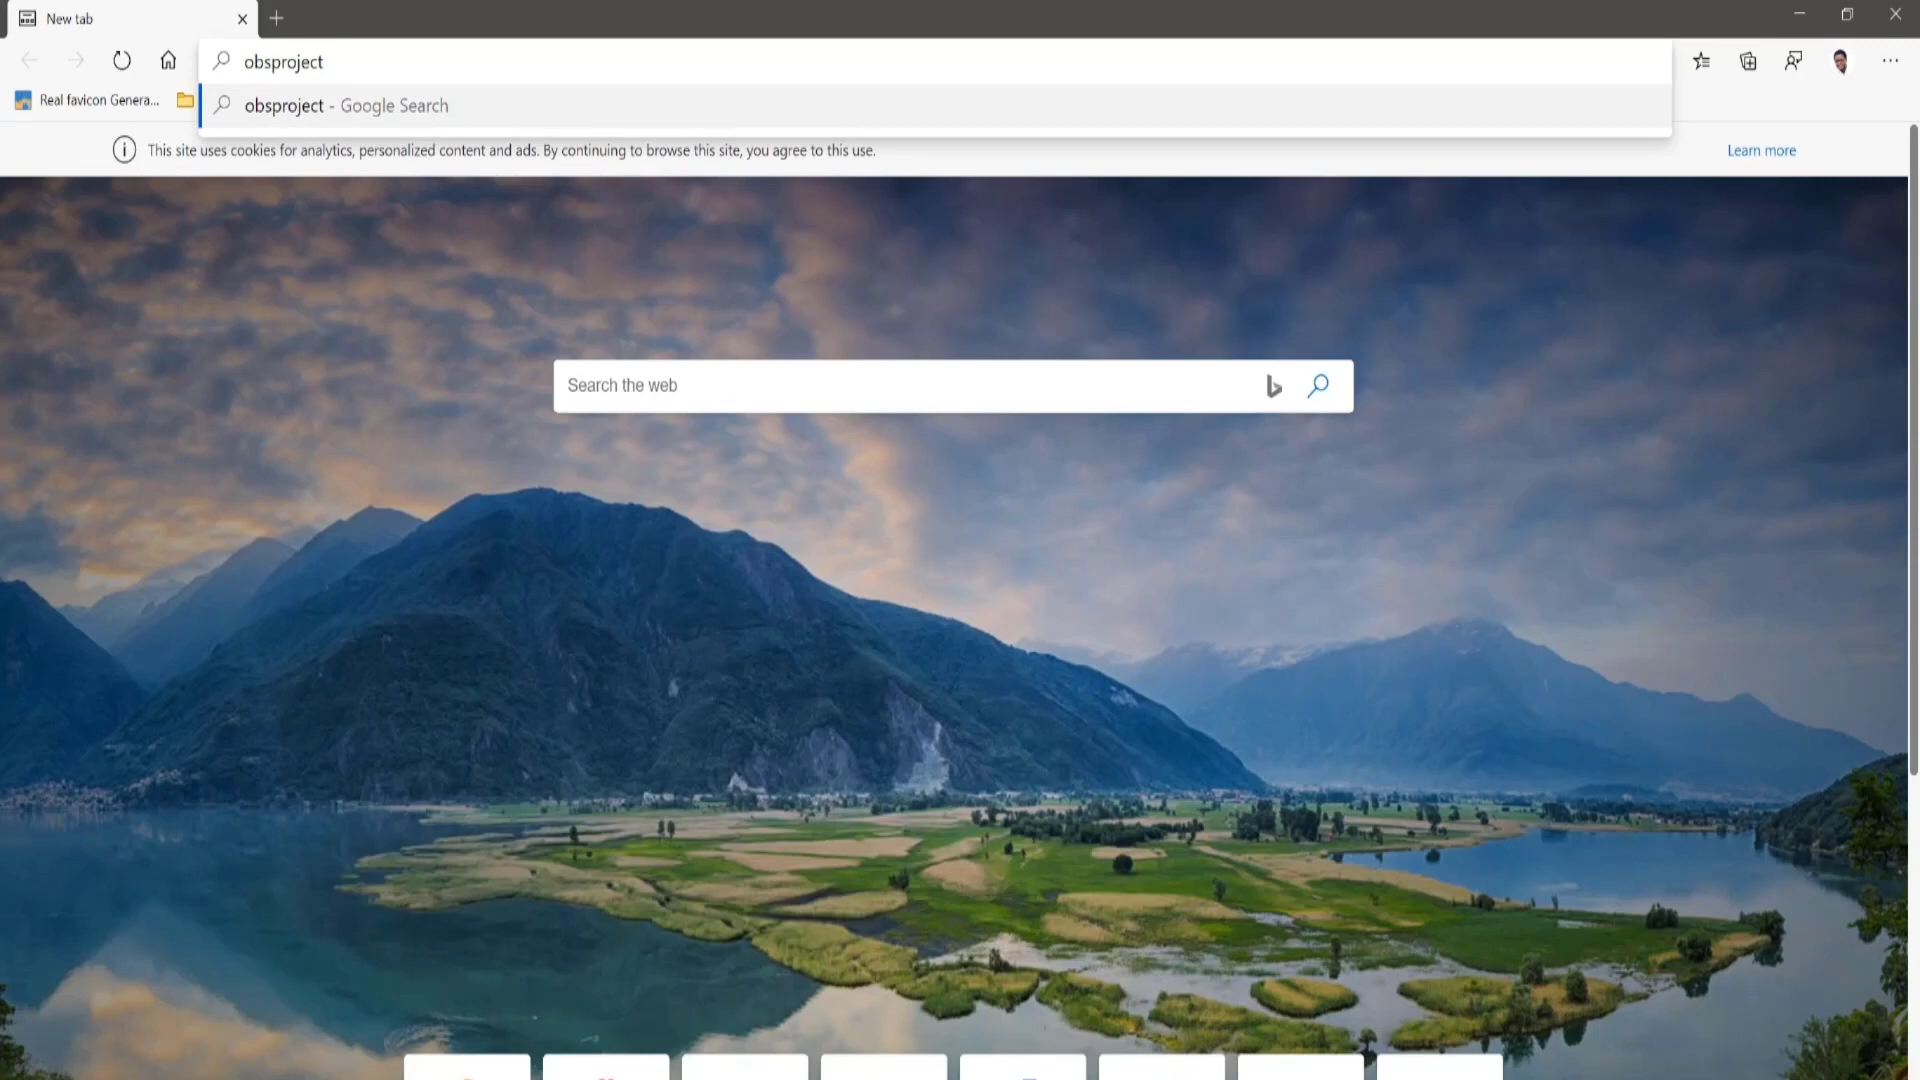 New tab
obsproject
Real favicon Genera...
obsproject - Google Search
This site uses cookies for analytics, personalized content and ads. By continuing to browse this site, you agree to this use.
Learn more
Search the web